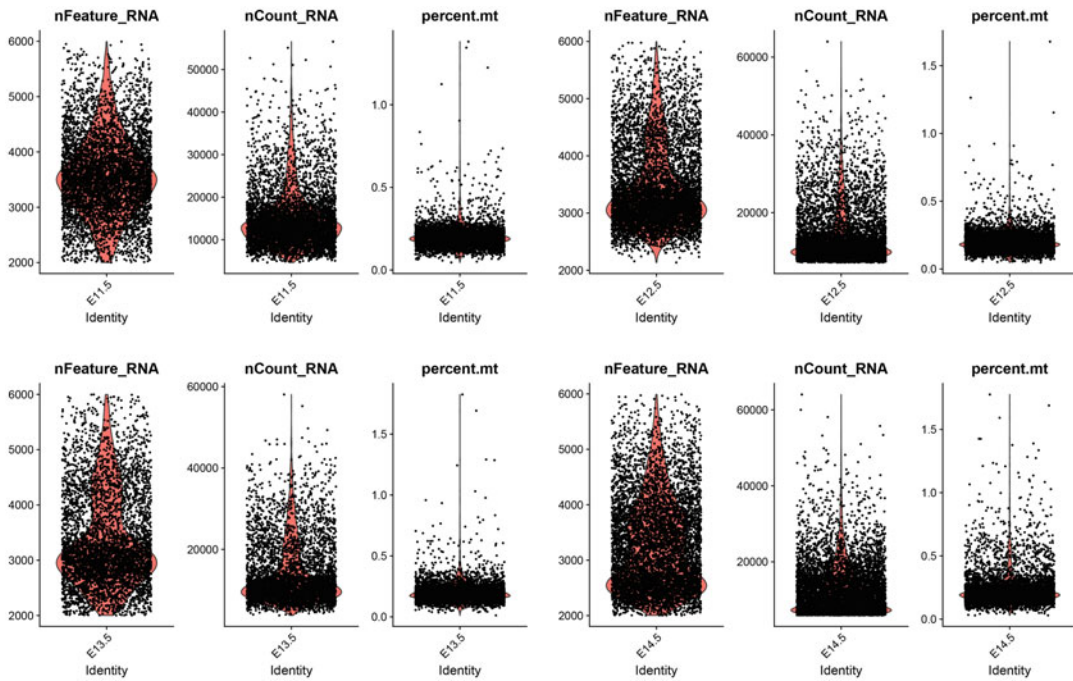 nFeature_RNA nCount_RNA percent.mt nFeature_RNA nCount_RNA percent.mt
6000 50000 1.0 6000 60000 1.5
5000 40000 0.5 5000 40000 1.0
4000 30000 0.0 4000 20000 0.5
3000 20000 3000 0.0
2000 10000 2000
E11.5 E11.5 E11.5 E12.5 E12.5 E12.5
Identity Identity Identity Identity Identity Identity
nFeature_RNA nCount_RNA percent.mt nFeature_RNA nCount_RNA percent.mt
6000 60000 1.5 6000 60000 1.5
5000 40000 1.0 5000 40000 1.0
4000 20000 0.5 4000 20000 0.5
3000 0.0 3000 0.0
2000 2000
E13.5 E13.5 E13.5 E14.5 E14.5 E14.5
Identity Identity Identity Identity Identity Identity